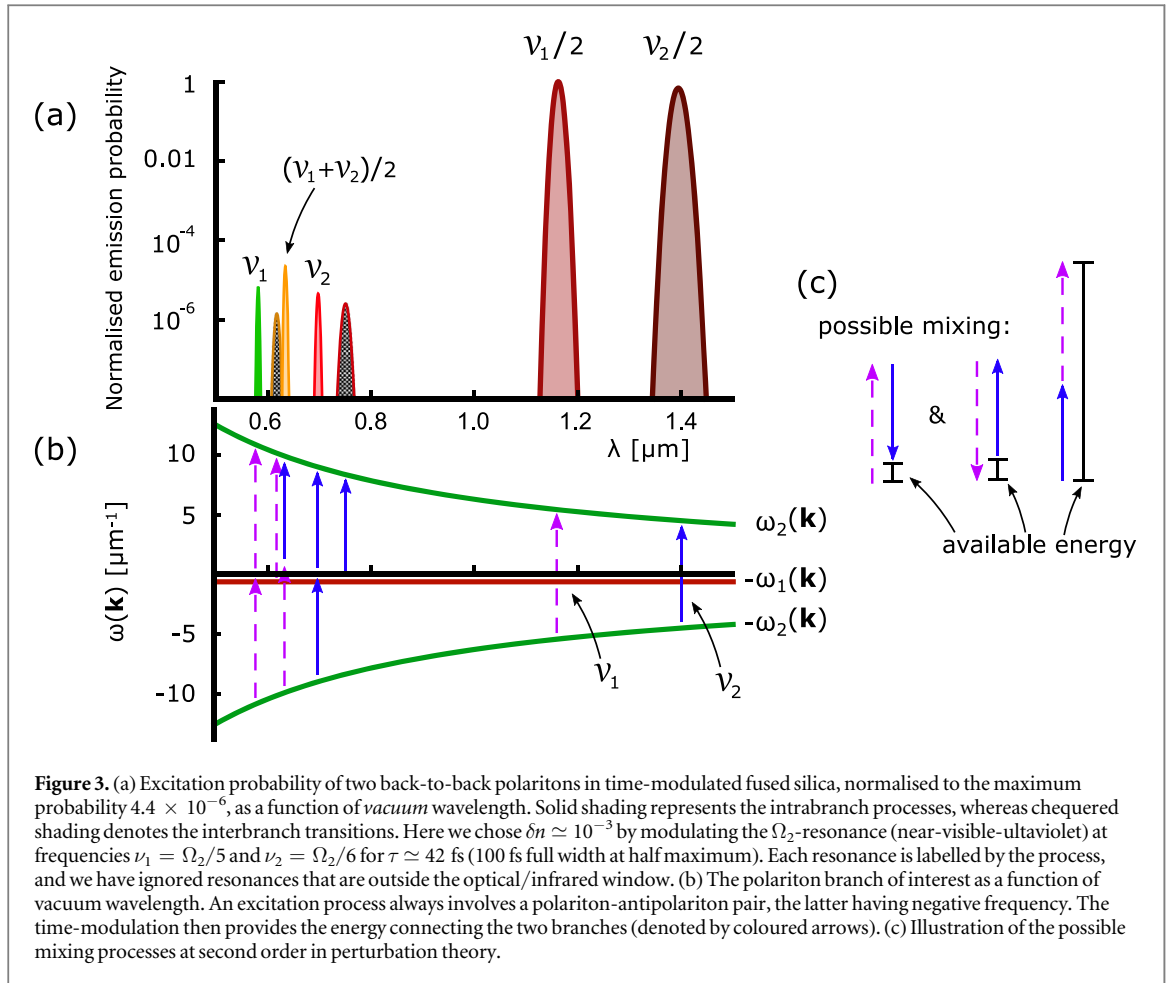 (a)
Normalised emission probability
1
0.01
10⁻⁴
10⁻⁶
ν₁
(ν₁+ν₂)/2
ν₂
ν₁/2
ν₂/2
0.6
0.8
1.0
1.2
1.4
λ [μm]
(b)
ω(k) [μm⁻¹]
10
5
-5
-10
ω₂(k)
-ω₁(k)
-ω₂(k)
ν₁
ν₂
(c)
possible mixing:
&
available energy
Figure 3. (a) Excitation probability of two back-to-back polaritons in time-modulated fused silica, normalised to the maximum
probability 4.4 × 10⁻⁶, as a function of vacuum wavelength. Solid shading represents the intrabranch processes, whereas chequered
shading denotes the interbranch transitions. Here we chose δn ≃ 10⁻³ by modulating the Ω₂-resonance (near-visible-ultaviolet) at
frequencies ν₁ = Ω₂/5 and ν₂ = Ω₂/6 for τ ≃ 42 fs (100 fs full width at half maximum). Each resonance is labelled by the process,
and we have ignored resonances that are outside the optical/infrared window. (b) The polariton branch of interest as a function of
vacuum wavelength. An excitation process always involves a polariton-antipolariton pair, the latter having negative frequency. The
time-modulation then provides the energy connecting the two branches (denoted by coloured arrows). (c) Illustration of the possible
mixing processes at second order in perturbation theory.